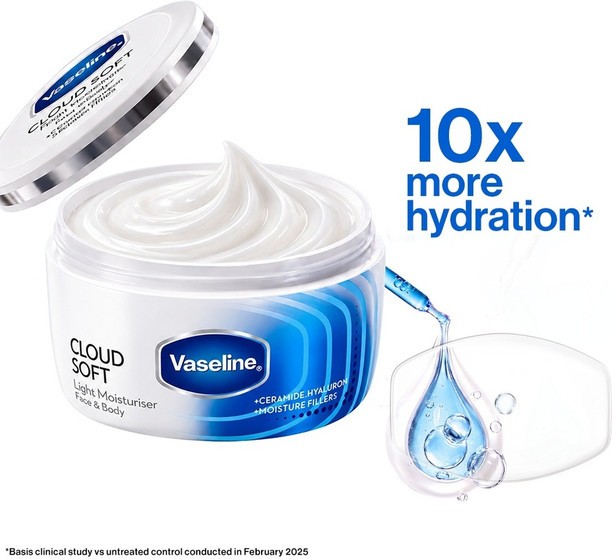 Vaseline.
CLOUD SOFT
10x
more
hydration*
CLOUD
SOFT
Light Moisturiser
Face & Body
Vaseline®
+CERAMIDE.HYALURON
+MOISTURE FILLERS
*Basis clinical study vs untreated control conducted in February 2025